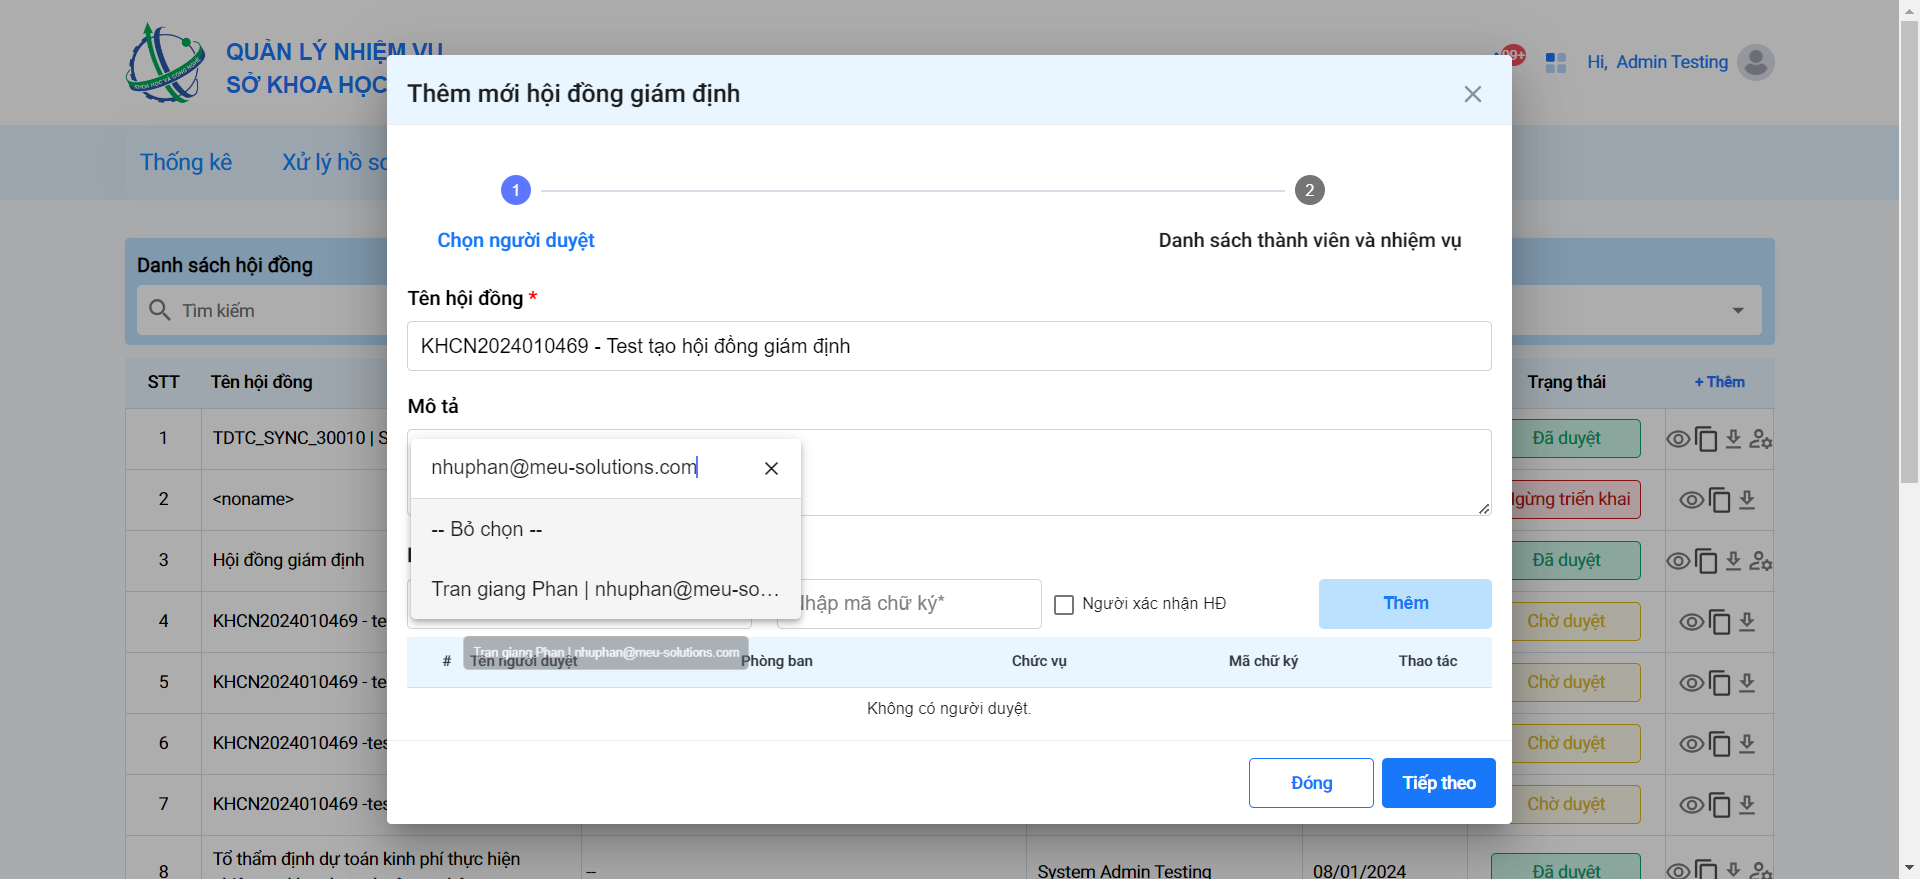 QUẢN LÝ NHIỆM VỤ
SỞ KHOA HỌC
KHOA HỌC VÀ CÔNG NGHỆ
99+
Hi, Admin Testing
Thống kê
Xử lý hồ sơ
Danh sách hội đồng
Tìm kiếm
STT
Tên hội đồng
Trạng thái
+ Thêm
1
TDTC_SYNC_30010 | S
Đã duyệt
2
<noname>
Ngừng triển khai
3
Hội đồng giám định
Đã duyệt
4
KHCN2024010469 - te
Chờ duyệt
5
KHCN2024010469 - te
Chờ duyệt
6
KHCN2024010469 -tes
Chờ duyệt
7
KHCN2024010469 -tes
Chờ duyệt
8
Tổ thẩm định dự toán kinh phí thực hiện
--
System Admin Testing
08/01/2024
Đã duyệt
Thêm mới hội đồng giám định
1
2
Chọn người duyệt
Danh sách thành viên và nhiệm vụ
Tên hội đồng *
KHCN2024010469 - Test tạo hội đồng giám định
Mô tả
nhuphan@meu-solutions.com
-- Bỏ chọn --
Tran giang Phan | nhuphan@meu-so...
Nhập mã chữ ký*
Người xác nhận HĐ
Thêm
Tran giang Phan | nhuphan@meu-solutions.com
#
Tên người duyệt
Phòng ban
Chức vụ
Mã chữ ký
Thao tác
Không có người duyệt.
Đóng
Tiếp theo